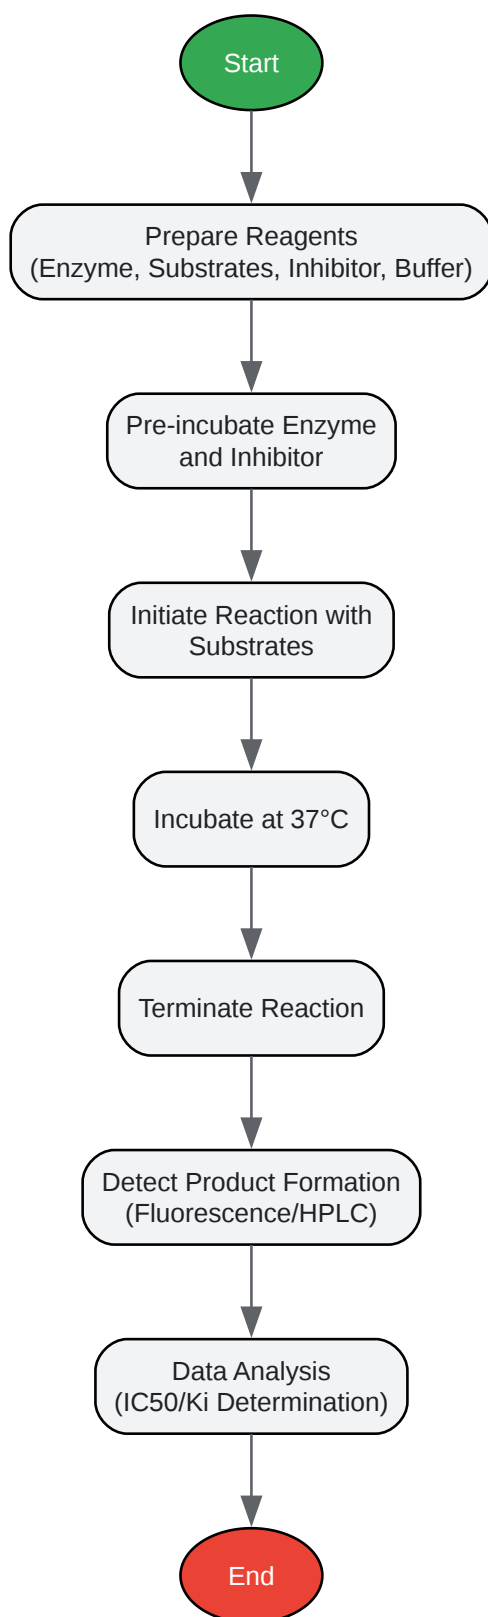 Start
Prepare Reagents
(Enzyme, Substrates, Inhibitor, Buffer)
Pre-incubate Enzyme
and Inhibitor
Initiate Reaction with
Substrates
Incubate at 37°C
Terminate Reaction
Detect Product Formation
(Fluorescence/HPLC)
Data Analysis
(IC50/Ki Determination)
End